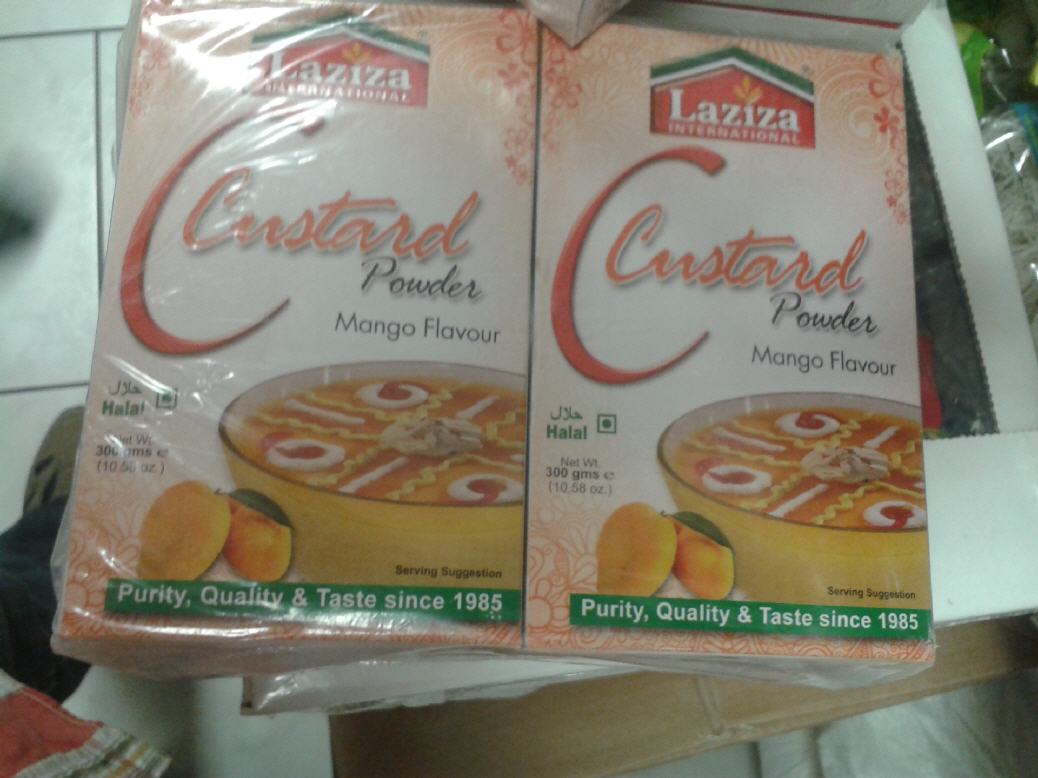 Laziza
INTERNATIONAL
Custard
Powder
Mango Flavour
حلال
Halal
Net Wt.
300 gms e
(10.58 oz.)
Serving Suggestion
Purity, Quality & Taste since 1985
Laziza
INTERNATIONAL
Custard
Powder
Mango Flavour
حلال
Halal
Net Wt.
300 gms e
(10.58 oz.)
Serving Suggestion
Purity, Quality & Taste since 1985